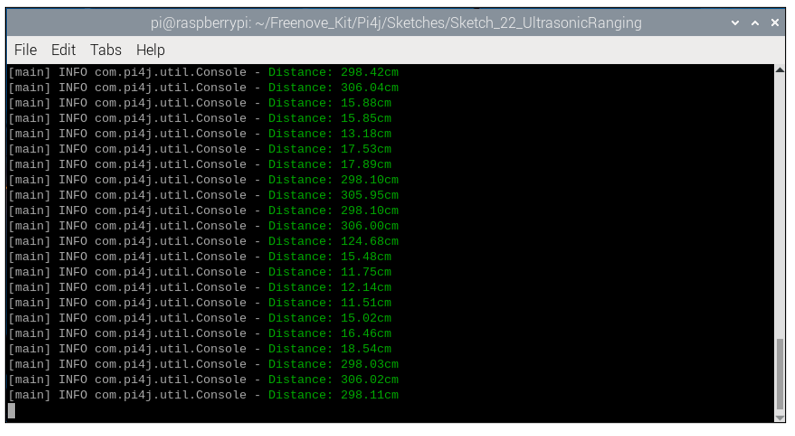 pi@raspberrypi: ~/Freenove_Kit/Pi4j/Sketches/Sketch_22_UltrasonicRanging
File Edit Tabs Help
[main] INFO com.pi4j.util.Console - Distance: 298.42cm
[main] INFO com.pi4j.util.Console - Distance: 306.04cm
[main] INFO com.pi4j.util.Console - Distance: 15.88cm
[main] INFO com.pi4j.util.Console - Distance: 15.85cm
[main] INFO com.pi4j.util.Console - Distance: 13.18cm
[main] INFO com.pi4j.util.Console - Distance: 17.53cm
[main] INFO com.pi4j.util.Console - Distance: 17.89cm
[main] INFO com.pi4j.util.Console - Distance: 298.10cm
[main] INFO com.pi4j.util.Console - Distance: 305.95cm
[main] INFO com.pi4j.util.Console - Distance: 298.10cm
[main] INFO com.pi4j.util.Console - Distance: 306.00cm
[main] INFO com.pi4j.util.Console - Distance: 124.68cm
[main] INFO com.pi4j.util.Console - Distance: 15.48cm
[main] INFO com.pi4j.util.Console - Distance: 11.75cm
[main] INFO com.pi4j.util.Console - Distance: 12.14cm
[main] INFO com.pi4j.util.Console - Distance: 11.51cm
[main] INFO com.pi4j.util.Console - Distance: 15.02cm
[main] INFO com.pi4j.util.Console - Distance: 16.46cm
[main] INFO com.pi4j.util.Console - Distance: 18.54cm
[main] INFO com.pi4j.util.Console - Distance: 298.03cm
[main] INFO com.pi4j.util.Console - Distance: 306.02cm
[main] INFO com.pi4j.util.Console - Distance: 298.11cm